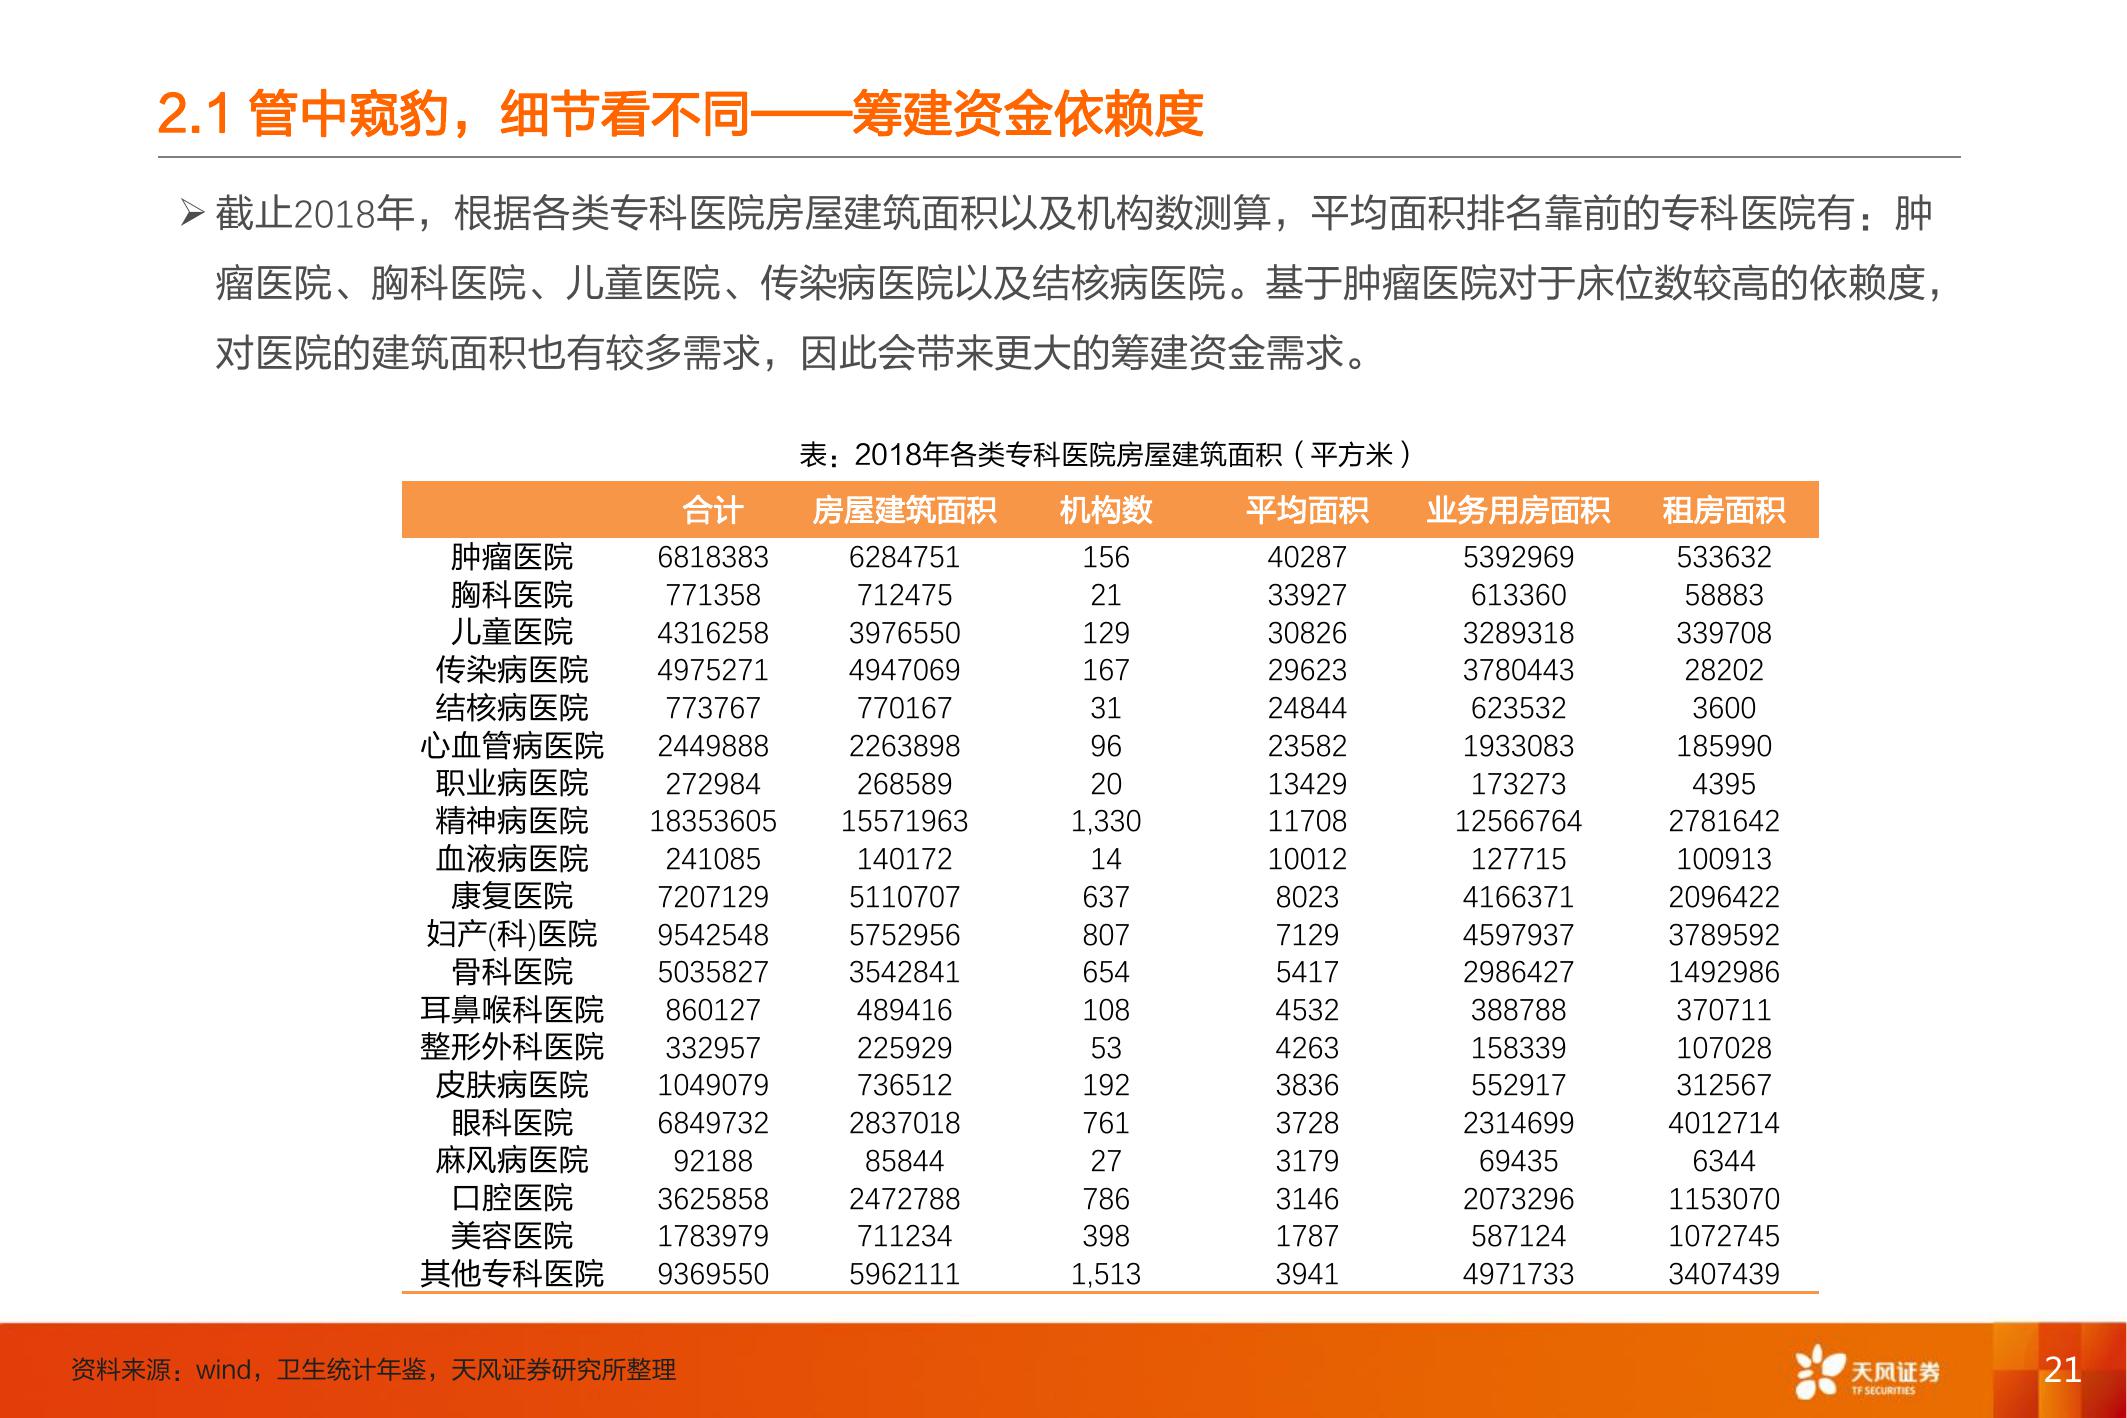 2.1 管中窥豹，细节看不同——筹建资金依赖度
➢ 截止2018年，根据各类专科医院房屋建筑面积以及机构数测算，平均面积排名靠前的专科医院有：肿
瘤医院、胸科医院、儿童医院、传染病医院以及结核病医院。基于肿瘤医院对于床位数较高的依赖度，
对医院的建筑面积也有较多需求，因此会带来更大的筹建资金需求。
表：2018年各类专科医院房屋建筑面积（平方米）
合计 房屋建筑面积 机构数 平均面积 业务用房面积 租房面积
肿瘤医院 6818383 6284751 156 40287 5392969 533632
胸科医院 771358 712475 21 33927 613360 58883
儿童医院 4316258 3976550 129 30826 3289318 339708
传染病医院 4975271 4947069 167 29623 3780443 28202
结核病医院 773767 770167 31 24844 623532 3600
心血管病医院 2449888 2263898 96 23582 1933083 185990
职业病医院 272984 268589 20 13429 173273 4395
精神病医院 18353605 15571963 1,330 11708 12566764 2781642
血液病医院 241085 140172 14 10012 127715 100913
康复医院 7207129 5110707 637 8023 4166371 2096422
妇产(科)医院 9542548 5752956 807 7129 4597937 3789592
骨科医院 5035827 3542841 654 5417 2986427 1492986
耳鼻喉科医院 860127 489416 108 4532 388788 370711
整形外科医院 332957 225929 53 4263 158339 107028
皮肤病医院 1049079 736512 192 3836 552917 312567
眼科医院 6849732 2837018 761 3728 2314699 4012714
麻风病医院 92188 85844 27 3179 69435 6344
口腔医院 3625858 2472788 786 3146 2073296 1153070
美容医院 1783979 711234 398 1787 587124 1072745
其他专科医院 9369550 5962111 1,513 3941 4971733 3407439
资料来源：wind，卫生统计年鉴，天风证券研究所整理
天风证券
TF SECURITIES
21